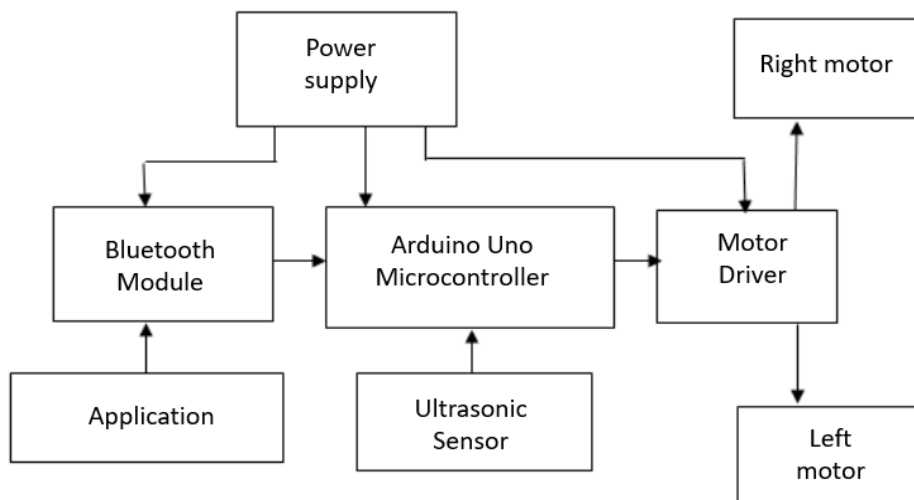 Power
supply
Right motor
Bluetooth
Module
Arduino Uno
Microcontroller
Motor
Driver
Application
Ultrasonic
Sensor
Left
motor